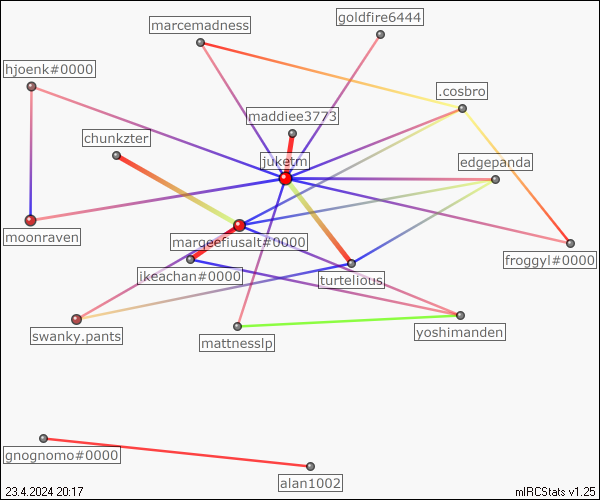 goldfire6444
marcemadness
hjoenk#0000
.cosbro
maddiee3773
chunkzter
juketm
edgepanda
moonraven
marqeefiusalt#0000
froggyl#0000
ikeachan#0000
turtelious
swanky.pants
mattnesslp
yoshimanden
gnognomo#0000
alan1002
23.4.2024 20:17
mIRCStats v1.25